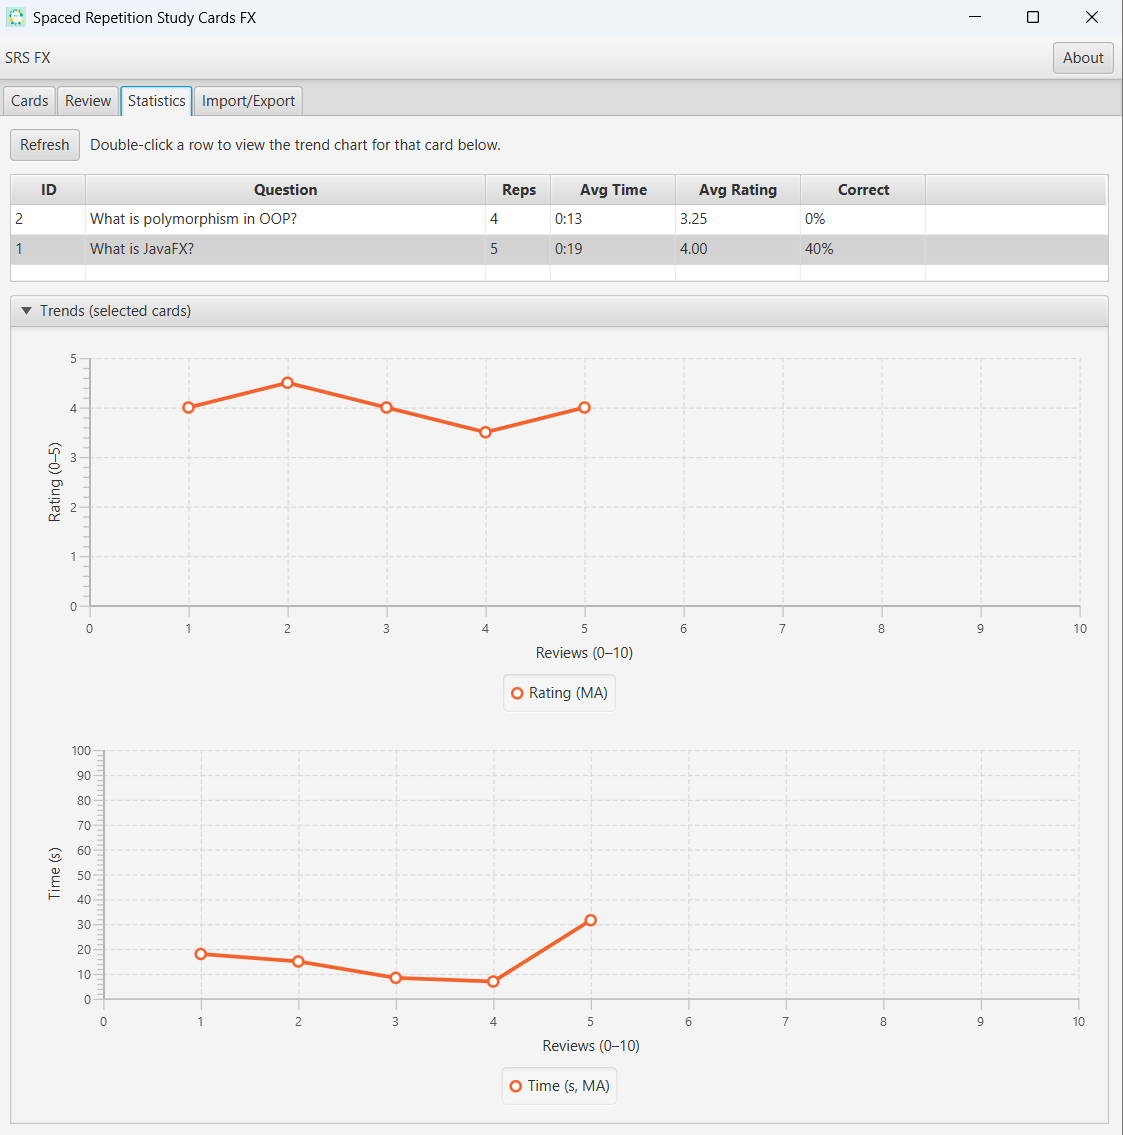 Spaced Repetition Study Cards FX
SRS FX
About
Cards Review Statistics Import/Export
Refresh Double-click a row to view the trend chart for that card below.
ID Question Reps Avg Time Avg Rating Correct
2 What is polymorphism in OOP? 4 0:13 3.25 0%
1 What is JavaFX? 5 0:19 4.00 40%
Trends (selected cards)
5
4
3
2
1
0
Rating (0–5)
0 1 2 3 4 5 6 7 8 9 10
Reviews (0–10)
Rating (MA)
100
90
80
70
60
50
40
30
20
10
0
Time (s)
0 1 2 3 4 5 6 7 8 9 10
Reviews (0–10)
Time (s, MA)